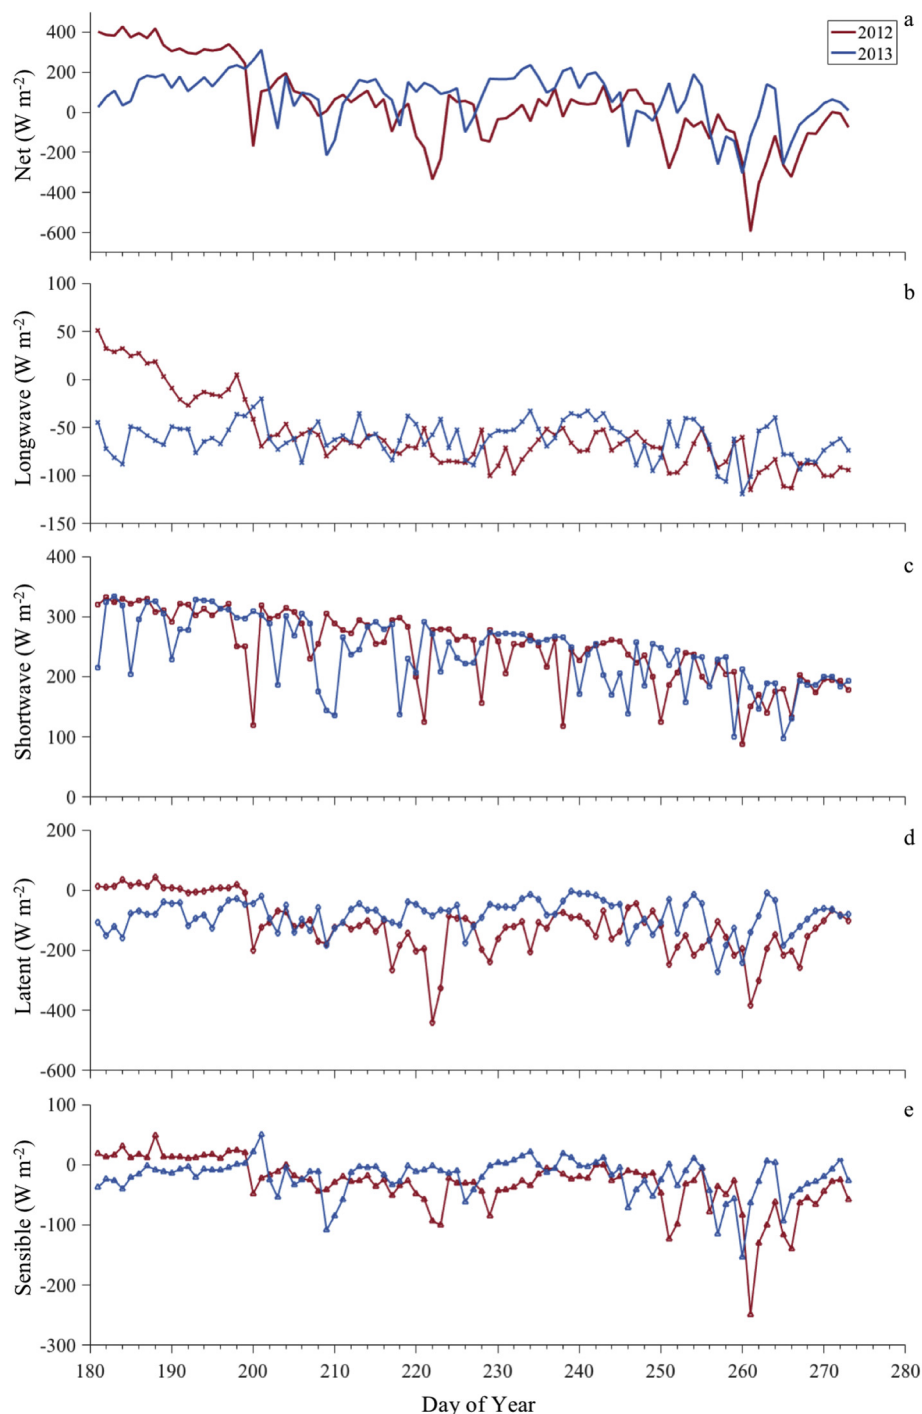 a
2012
2013
400
200
0
-200
-400
-600
Net (W m-2)
b
100
50
0
-50
-100
-150
Longwave (W m-2)
c
400
300
200
100
0
Shortwave (W m-2)
d
200
0
-200
-400
-600
Latent (W m-2)
e
100
0
-100
-200
-300
Sensible (W m-2)
180 190 200 210 220 230 240 250 260 270 280
Day of Year